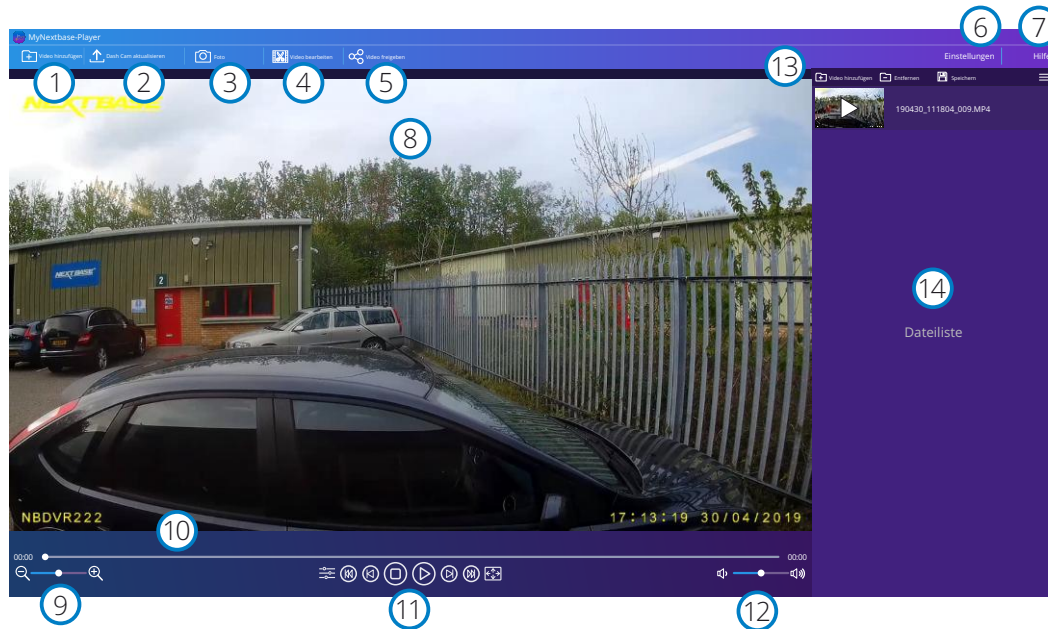 6
7
MyNextbase-Player
Video hinzufügen
Dash Cam aktualisieren
Foto
Video bearbeiten
Video freigeben
Einstellungen
Hilfe
1
2
3
4
5
13
Video hinzufügen
Entfernen
Speichern
NEXTBASE
190430_111804_009.MP4
8
NEXTBASE
2
14
Dateiliste
NBDVR222
17:13:19 30/04/2019
10
00:00
00:00
9
11
12